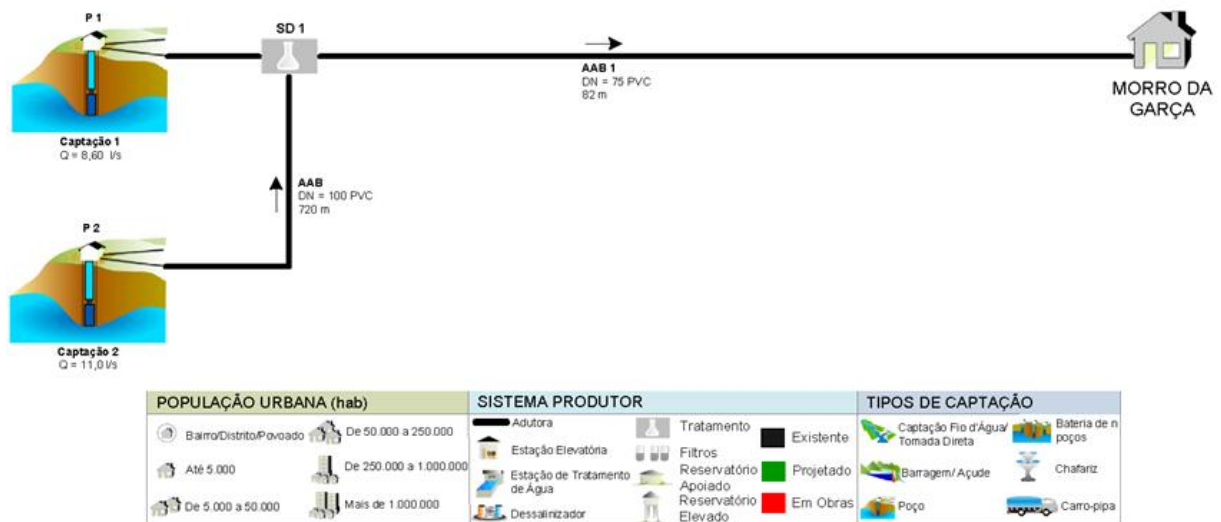 P 1
SD 1
AAB 1
DN = 75 PVC
82 m
MORRO DA
GARÇA
Captação 1
Q = 8,60 l/s
AAB
DN = 100 PVC
720 m
P 2
Captação 2
Q = 11,0 l/s
POPULAÇÃO URBANA (hab)
Bairro/Distrito/Povoado
De 50.000 a 250.000
Até 5.000
De 250.000 a 1.000.000
De 5.000 a 50.000
Mais de 1.000.000
SISTEMA PRODUTOR
Adutora
Estação Elevatória
Estação de Tratamento
de Água
Dessalinizador
Tratamento
Filtros
Reservatório
Apoiado
Reservatório
Elevado
Existente
Projetado
Em Obras
TIPOS DE CAPTAÇÃO
Captação Fio d'Água/
Tomada Direta
Bateria de n
poços
Barragem/ Açude
Chafariz
Poço
Carro-pipa